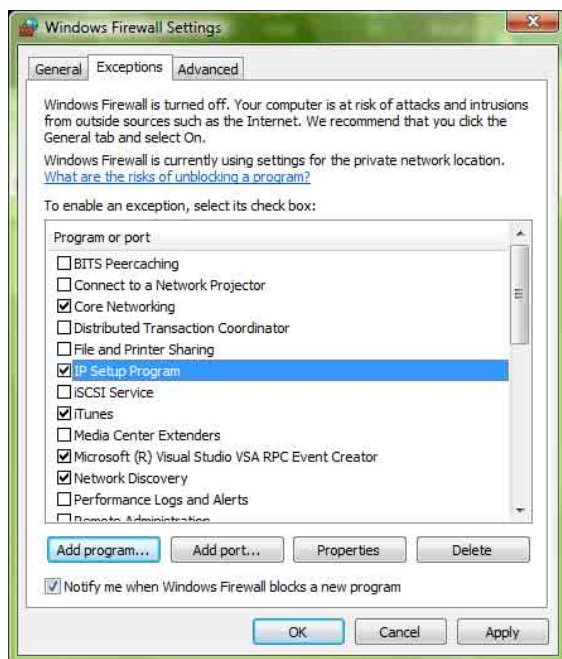 Windows Firewall Settings
General Exceptions Advanced
Windows Firewall is turned off. Your computer is at risk of attacks and intrusions
from outside sources such as the Internet. We recommend that you click the
General tab and select On.
Windows Firewall is currently using settings for the private network location.
What are the risks of unblocking a program?
To enable an exception, select its check box:
Program or port
BITS Peercaching
Connect to a Network Projector
Core Networking
Distributed Transaction Coordinator
File and Printer Sharing
IP Setup Program
iSCSI Service
iTunes
Media Center Extenders
Microsoft (R) Visual Studio VSA RPC Event Creator
Network Discovery
Performance Logs and Alerts
Remote Administration
Add program... Add port... Properties Delete
Notify me when Windows Firewall blocks a new program
OK Cancel Apply